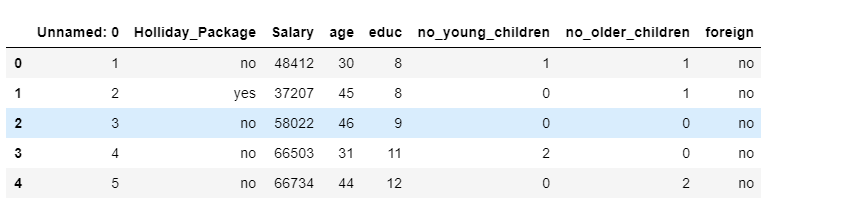 Unnamed: 0 Holliday_Package Salary age educ no_young_children no_older_children foreign
0 1 no 48412 30 8 1 1 no
1 2 yes 37207 45 8 0 1 no
2 3 no 58022 46 9 0 0 no
3 4 no 66503 31 11 2 0 no
4 5 no 66734 44 12 0 2 no